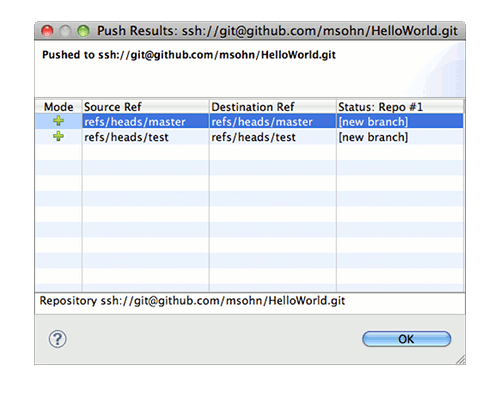 Push Results: ssh://git@github.com/msohn/HelloWorld.git
Pushed to ssh://git@github.com/msohn/HelloWorld.git
Mode Source Ref Destination Ref Status: Repo #1
refs/heads/master refs/heads/master [new branch]
refs/heads/test refs/heads/test [new branch]
Repository ssh://git@github.com/msohn/HelloWorld.git
? OK